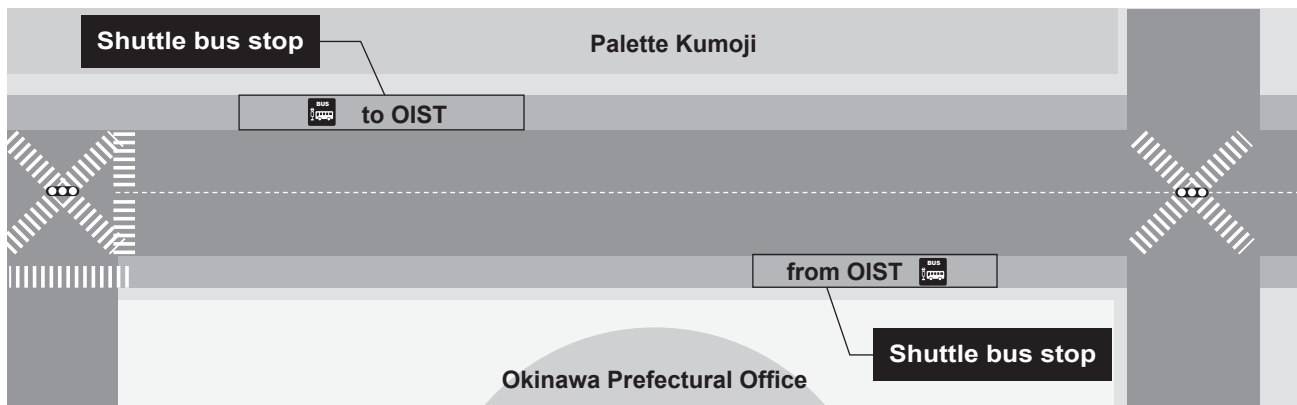 Shuttle bus stop
Palette Kumoji
BUS
to OIST
from OIST
BUS
Shuttle bus stop
Okinawa Prefectural Office